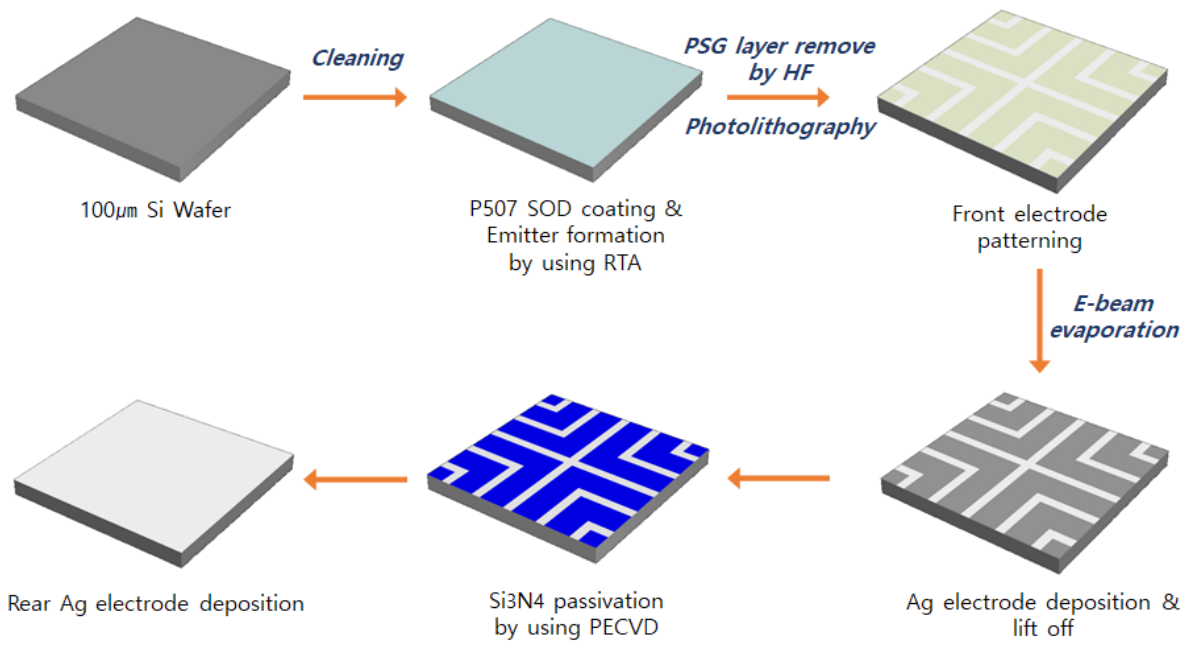 Cleaning
PSG layer remove
by HF
Photolithography
100㎛ Si Wafer
P507 SOD coating &
Emitter formation
by using RTA
Front electrode
patterning
E-beam
evaporation
Rear Ag electrode deposition
Si3N4 passivation
by using PECVD
Ag electrode deposition &
lift off